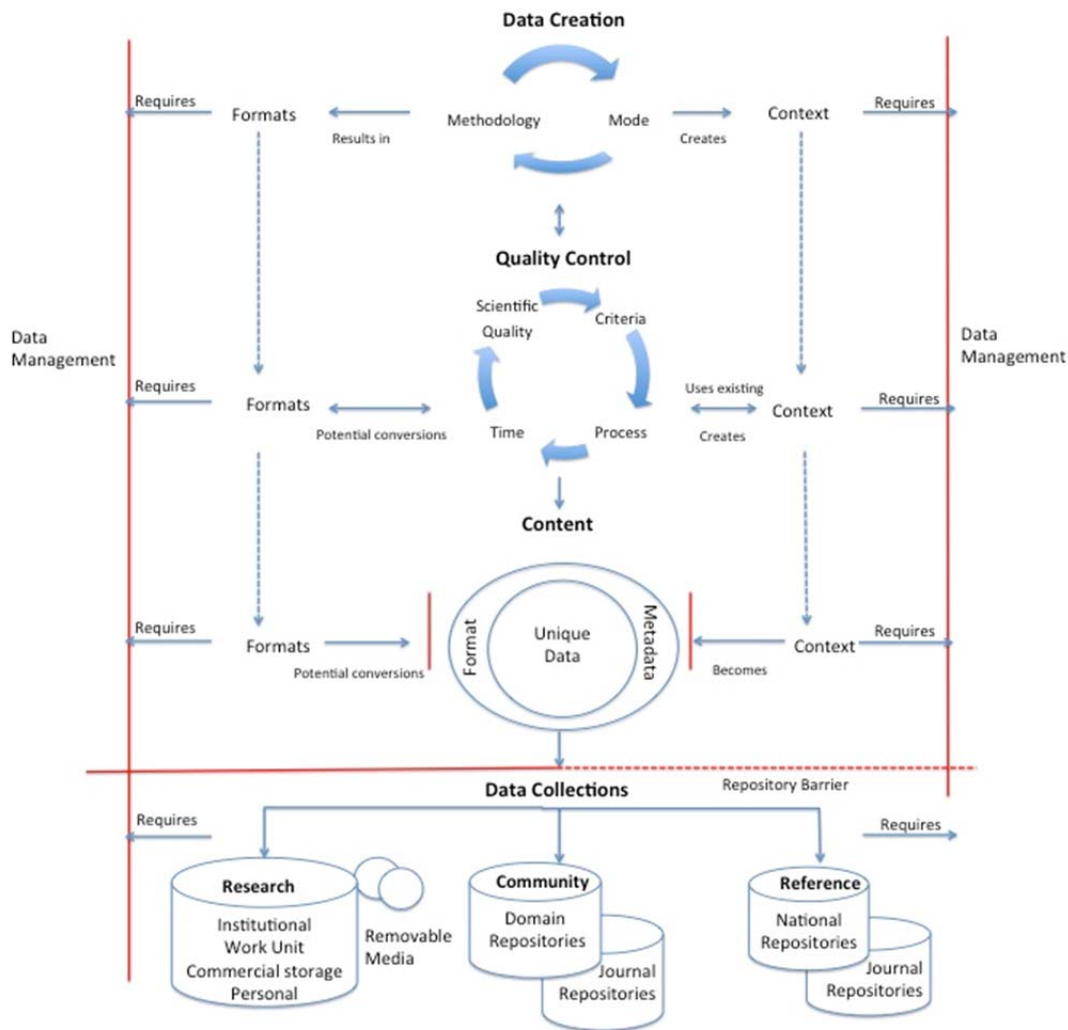 Data Creation
Requires
Formats
Results in
Methodology
Mode
Creates
Context
Requires
Quality Control
Scientific
Quality
Criteria
Process
Time
Data
Management
Data
Management
Requires
Formats
Potential conversions
Uses existing
Creates
Context
Requires
Content
Requires
Formats
Potential conversions
Format
Unique
Data
Metadata
Becomes
Context
Requires
Repository Barrier
Data Collections
Requires
Requires
Research
Institutional
Work Unit
Commercial storage
Personal
Removable
Media
Community
Domain
Repositories
Journal
Repositories
Reference
National
Repositories
Journal
Repositories